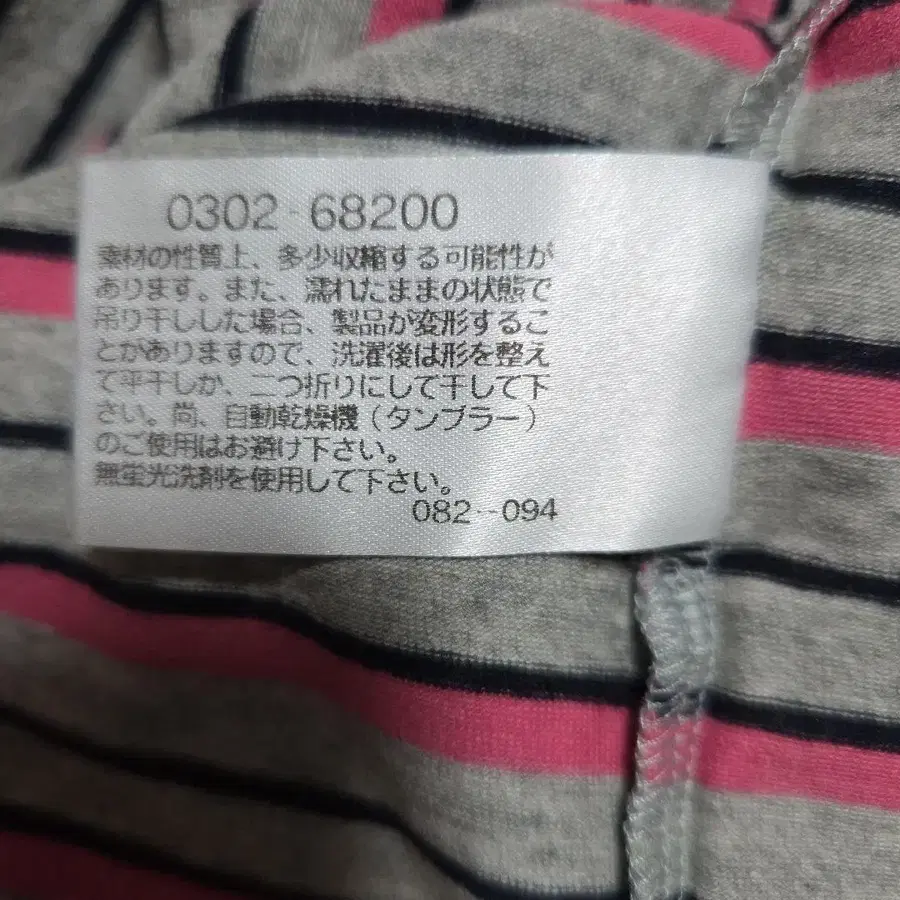 0302-68200
素材の性質上、多少収縮する可能性が
あります。また、濡れたままの状態で
吊り干しした場合、製品が変形するこ
とがありますので、洗濯後は形を整え
て平干しか、二つ折りにして干して下
さい。尚、自動乾燥機(タンブラー)
のご使用はお避け下さい。
無蛍光洗剤を使用して下さい。
082--094